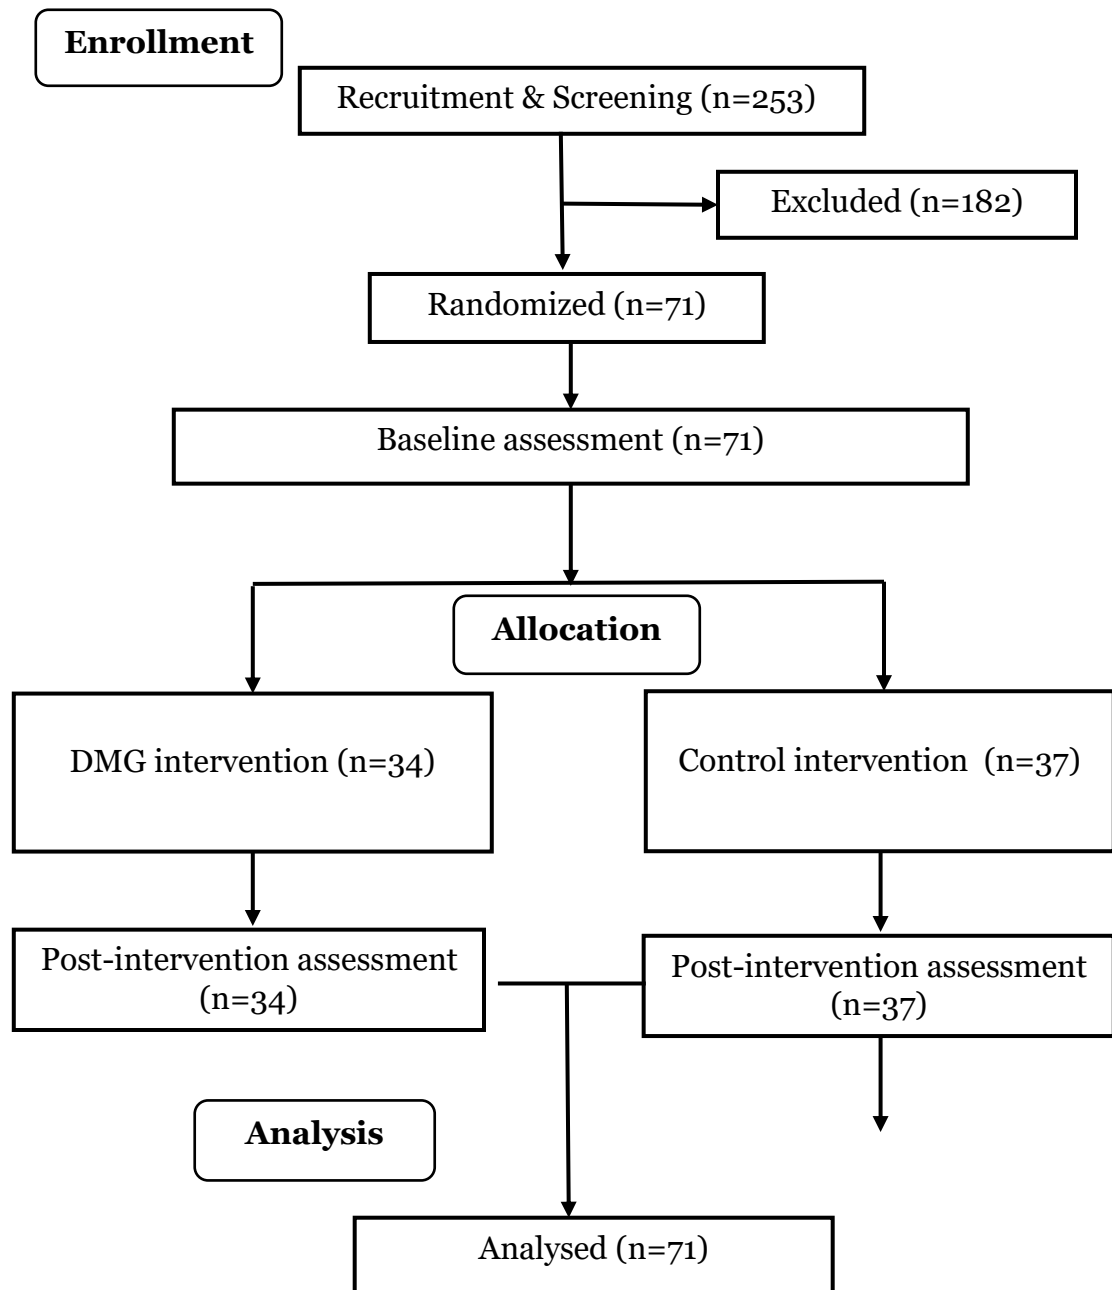 Enrollment
Recruitment & Screening (n=253)
Excluded (n=182)
Randomized (n=71)
Baseline assessment (n=71)
Allocation
DMG intervention (n=34)
Control intervention  (n=37)
Post-intervention assessment
(n=34)
Post-intervention assessment
(n=37)
Analysis
Analysed (n=71)